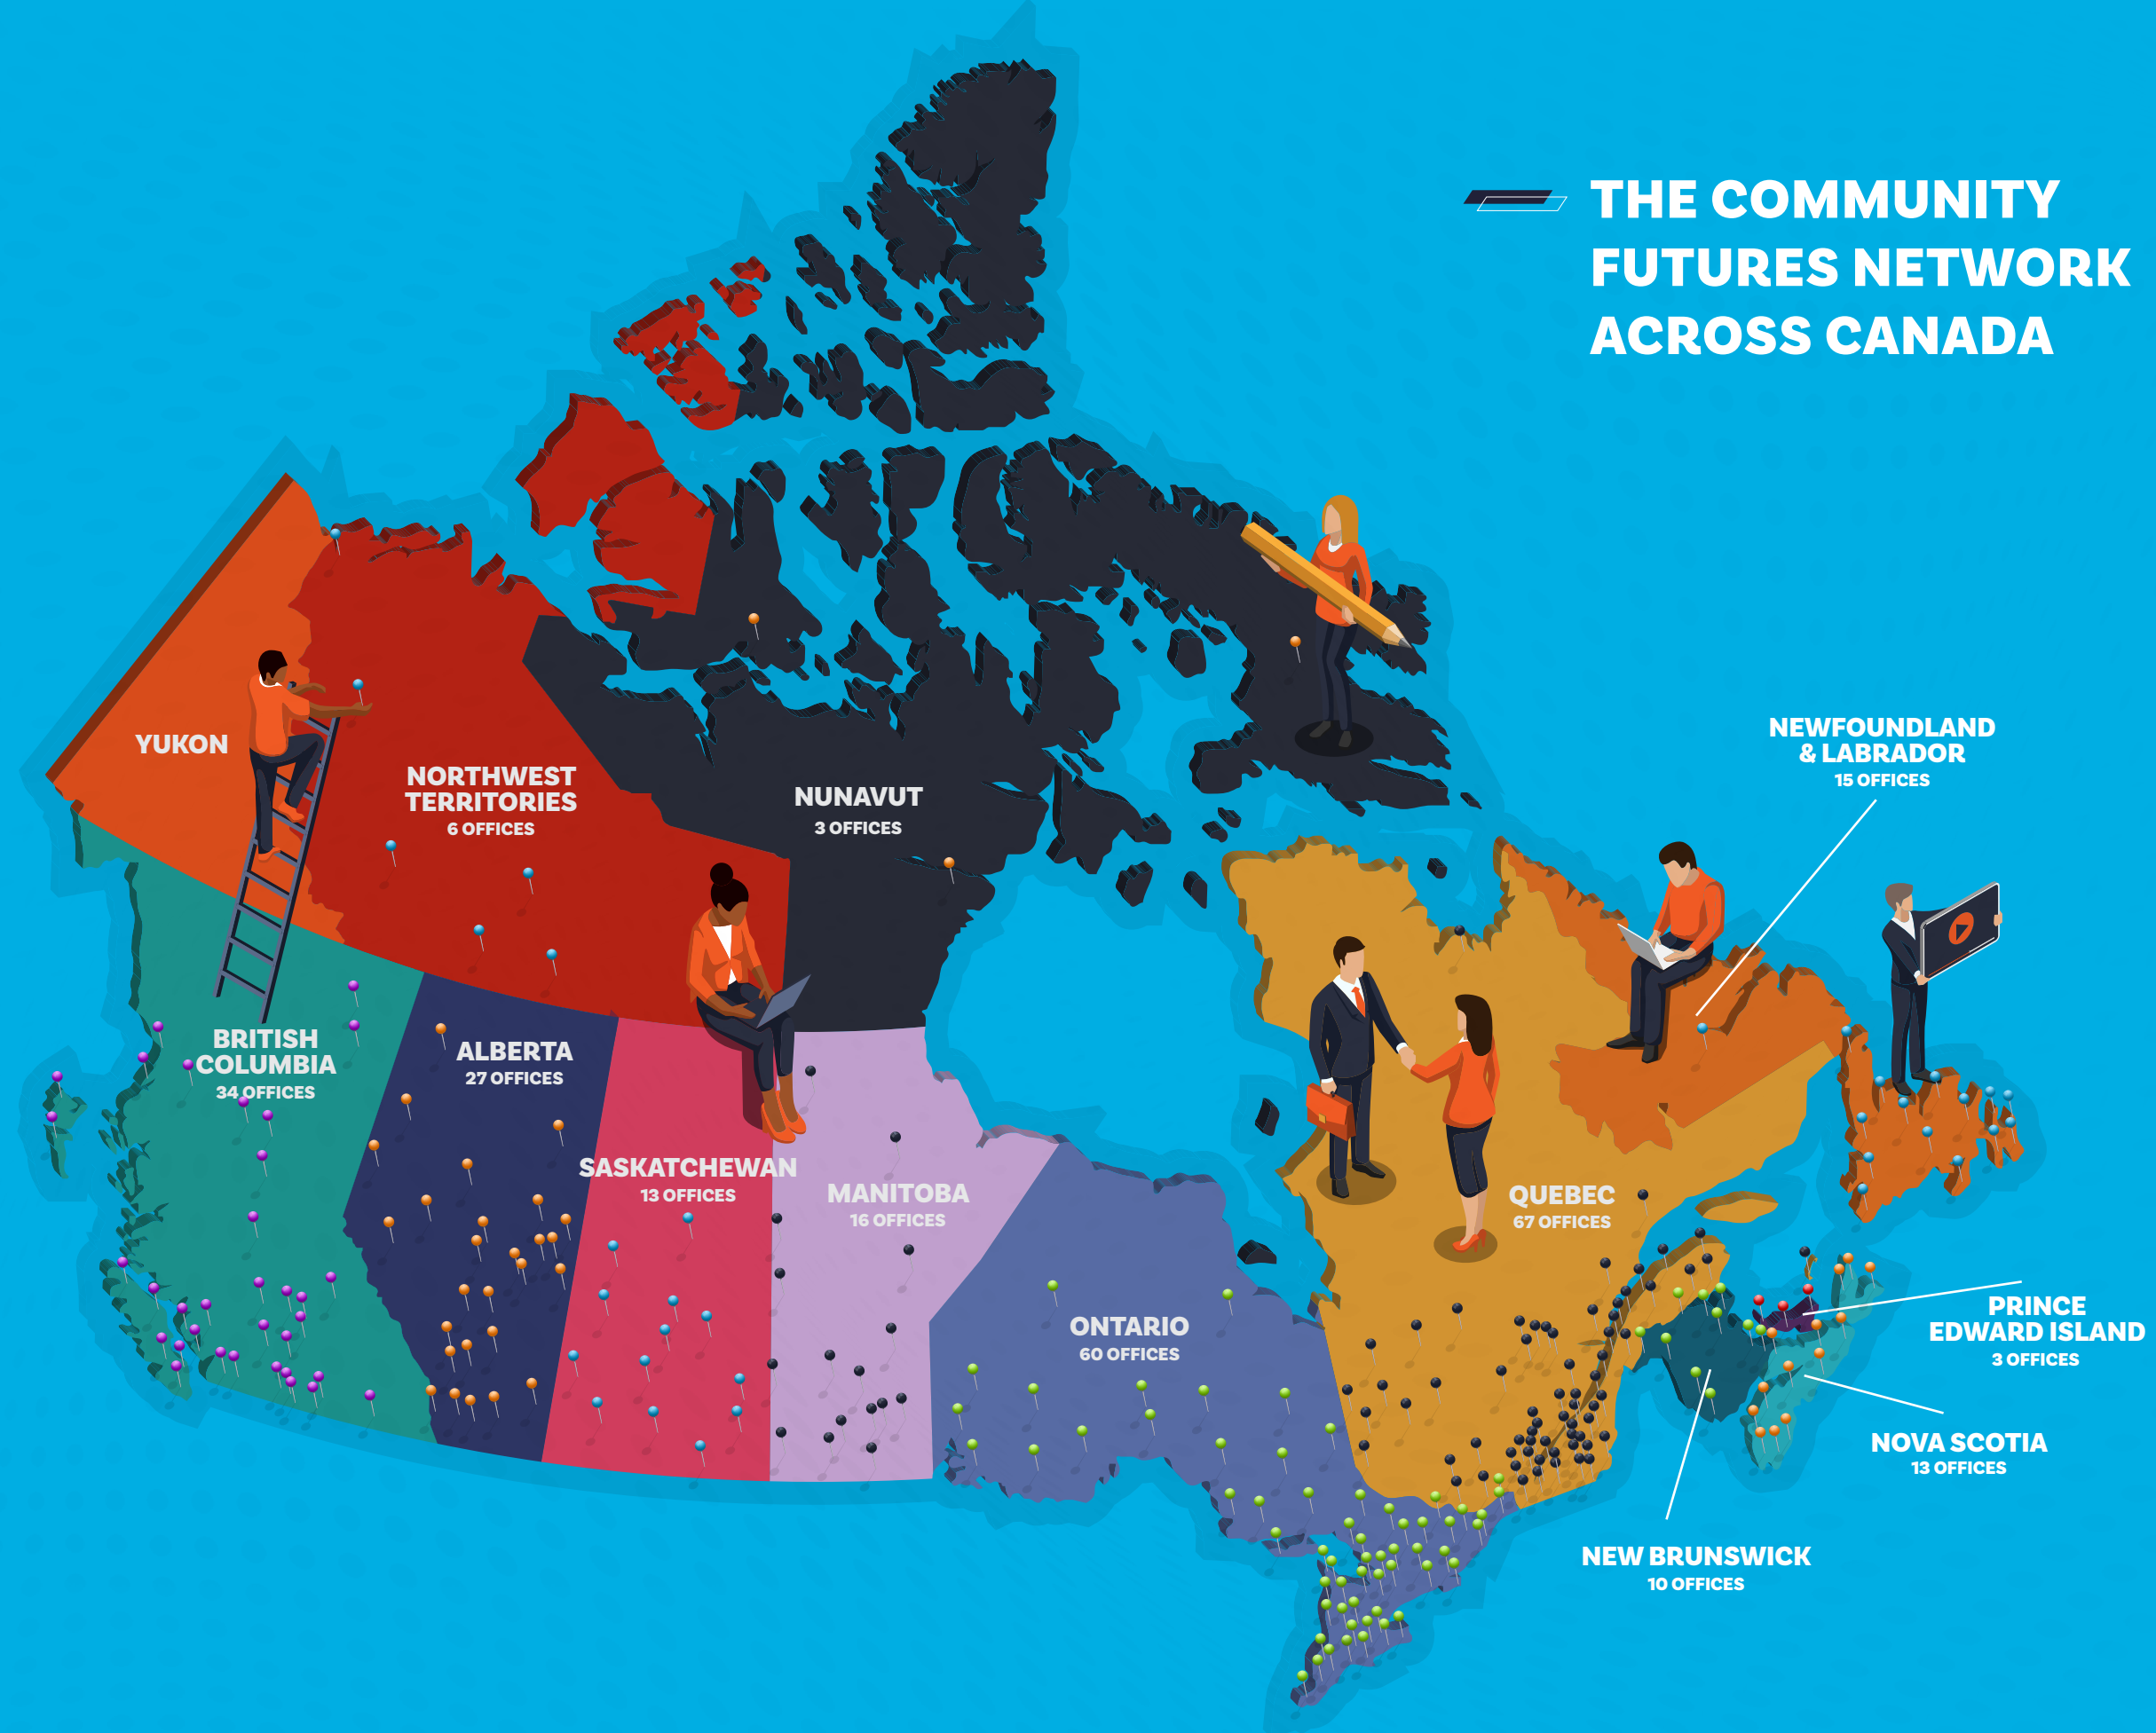 THE COMMUNITY
FUTURES NETWORK
ACROSS CANADA
YUKON
NORTHWEST
TERRITORIES
6 OFFICES
NUNAVUT
3 OFFICES
NEWFOUNDLAND
& LABRADOR
15 OFFICES
BRITISH
COLUMBIA
34 OFFICES
ALBERTA
27 OFFICES
SASKATCHEWAN
13 OFFICES
MANITOBA
16 OFFICES
ONTARIO
60 OFFICES
QUEBEC
67 OFFICES
PRINCE
EDWARD ISLAND
3 OFFICES
NOVA SCOTIA
13 OFFICES
NEW BRUNSWICK
10 OFFICES